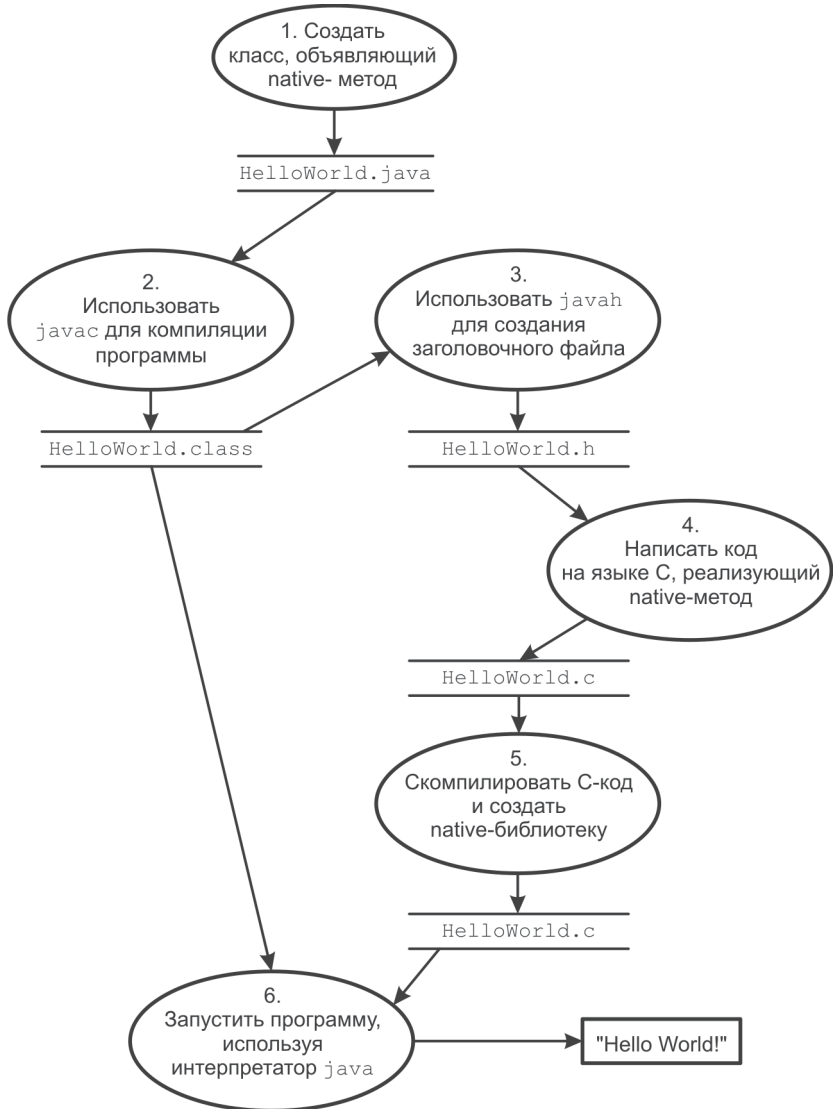 1. Создать
класс, объявляющий
native- метод
HelloWorld.java
2.
Использовать
javac для компиляции
программы
3.
Использовать javah
для создания
заголовочного файла
HelloWorld.class
HelloWorld.h
4.
Написать код
на языке С, реализующий
native-метод
HelloWorld.c
5.
Скомпилировать С-код
и создать
native-библиотеку
HelloWorld.c
6.
Запустить программу,
используя
интерпретатор java
"Hello World!"